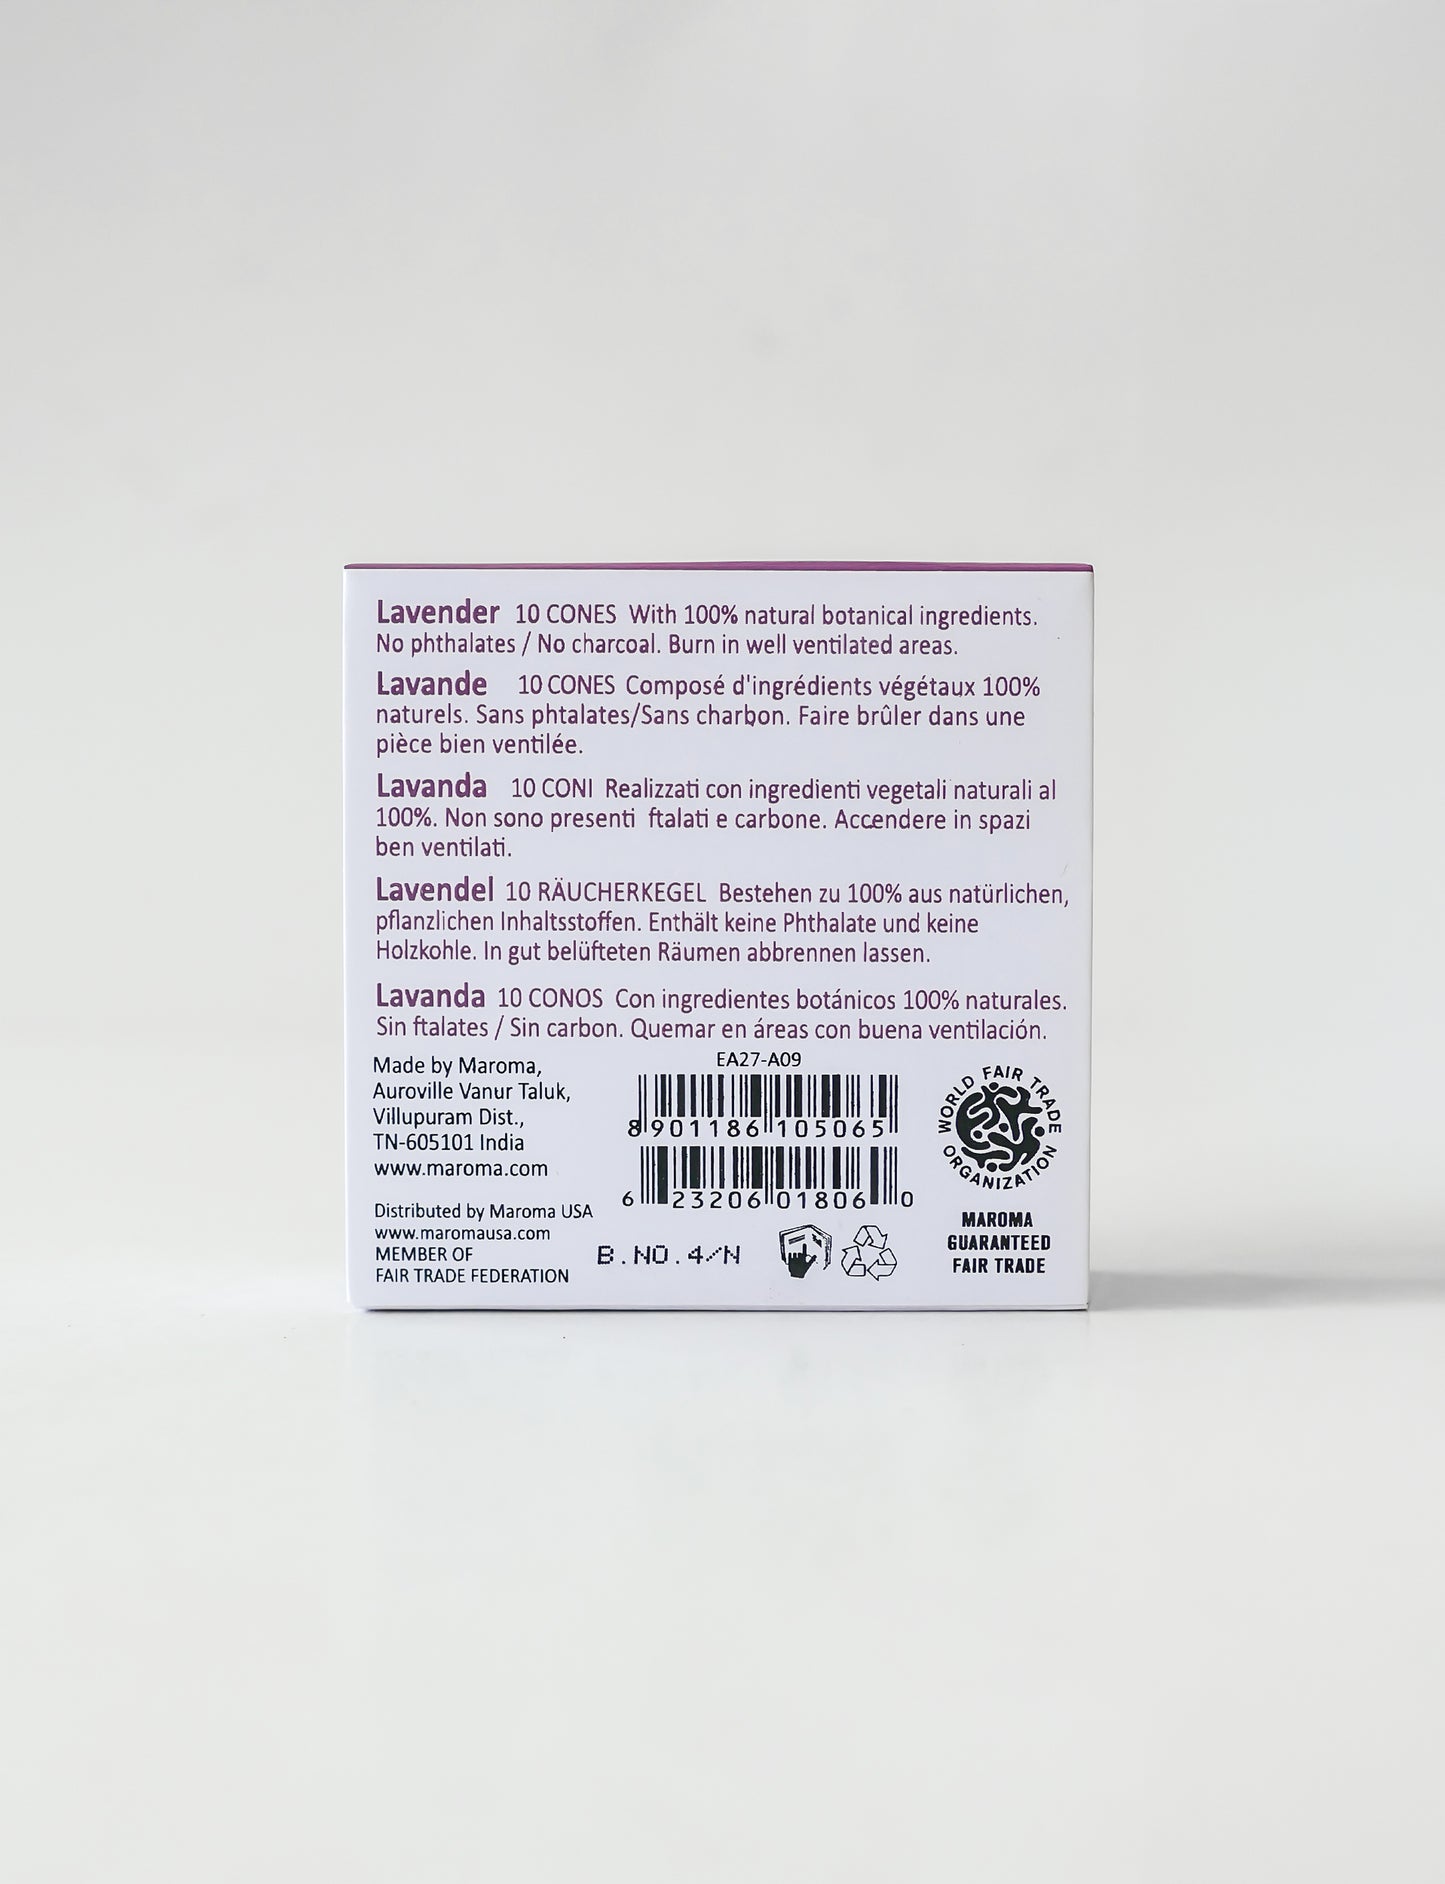 Lavender 10 CONES With 100% natural botanical ingredients.
No phthalates / No charcoal. Burn in well ventilated areas.
Lavande 10 CONES Composé d'ingrédients végétaux 100%
naturels. Sans phtalates/Sans charbon. Faire brûler dans une
pièce bien ventilée.
Lavanda 10 CONI Realizzati con ingredienti vegetali naturali al
100%. Non sono presenti ftalati e carbone. Accendere in spazi
ben ventilati.
Lavendel 10 RÄUCHERKEGEL Bestehen zu 100% aus natürlichen,
pflanzlichen Inhaltsstoffen. Enthält keine Phthalate und keine
Holzkohle. In gut belüfteten Räumen abbrennen lassen.
Lavanda 10 CONOS Con ingredientes botánicos 100% naturales.
Sin ftalates / Sin carbon. Quemar en áreas con buena ventilación.
Made by Maroma,
Auroville Vanur Taluk,
Villupuram Dist.,
TN-605101 India
www.maroma.com
Distributed by Maroma USA
www.maromausa.com
MEMBER OF
FAIR TRADE FEDERATION
EA27-A09
8 901186 105065
6 23206 01806 0
B.NO.4/N
WORLD FAIR TRADE
ORGANIZATION
MAROMA
GUARANTEED
FAIR TRADE